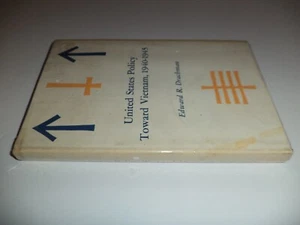 United States Policy
Toward Vietnam, 1940-1945
Edward R. Drachman